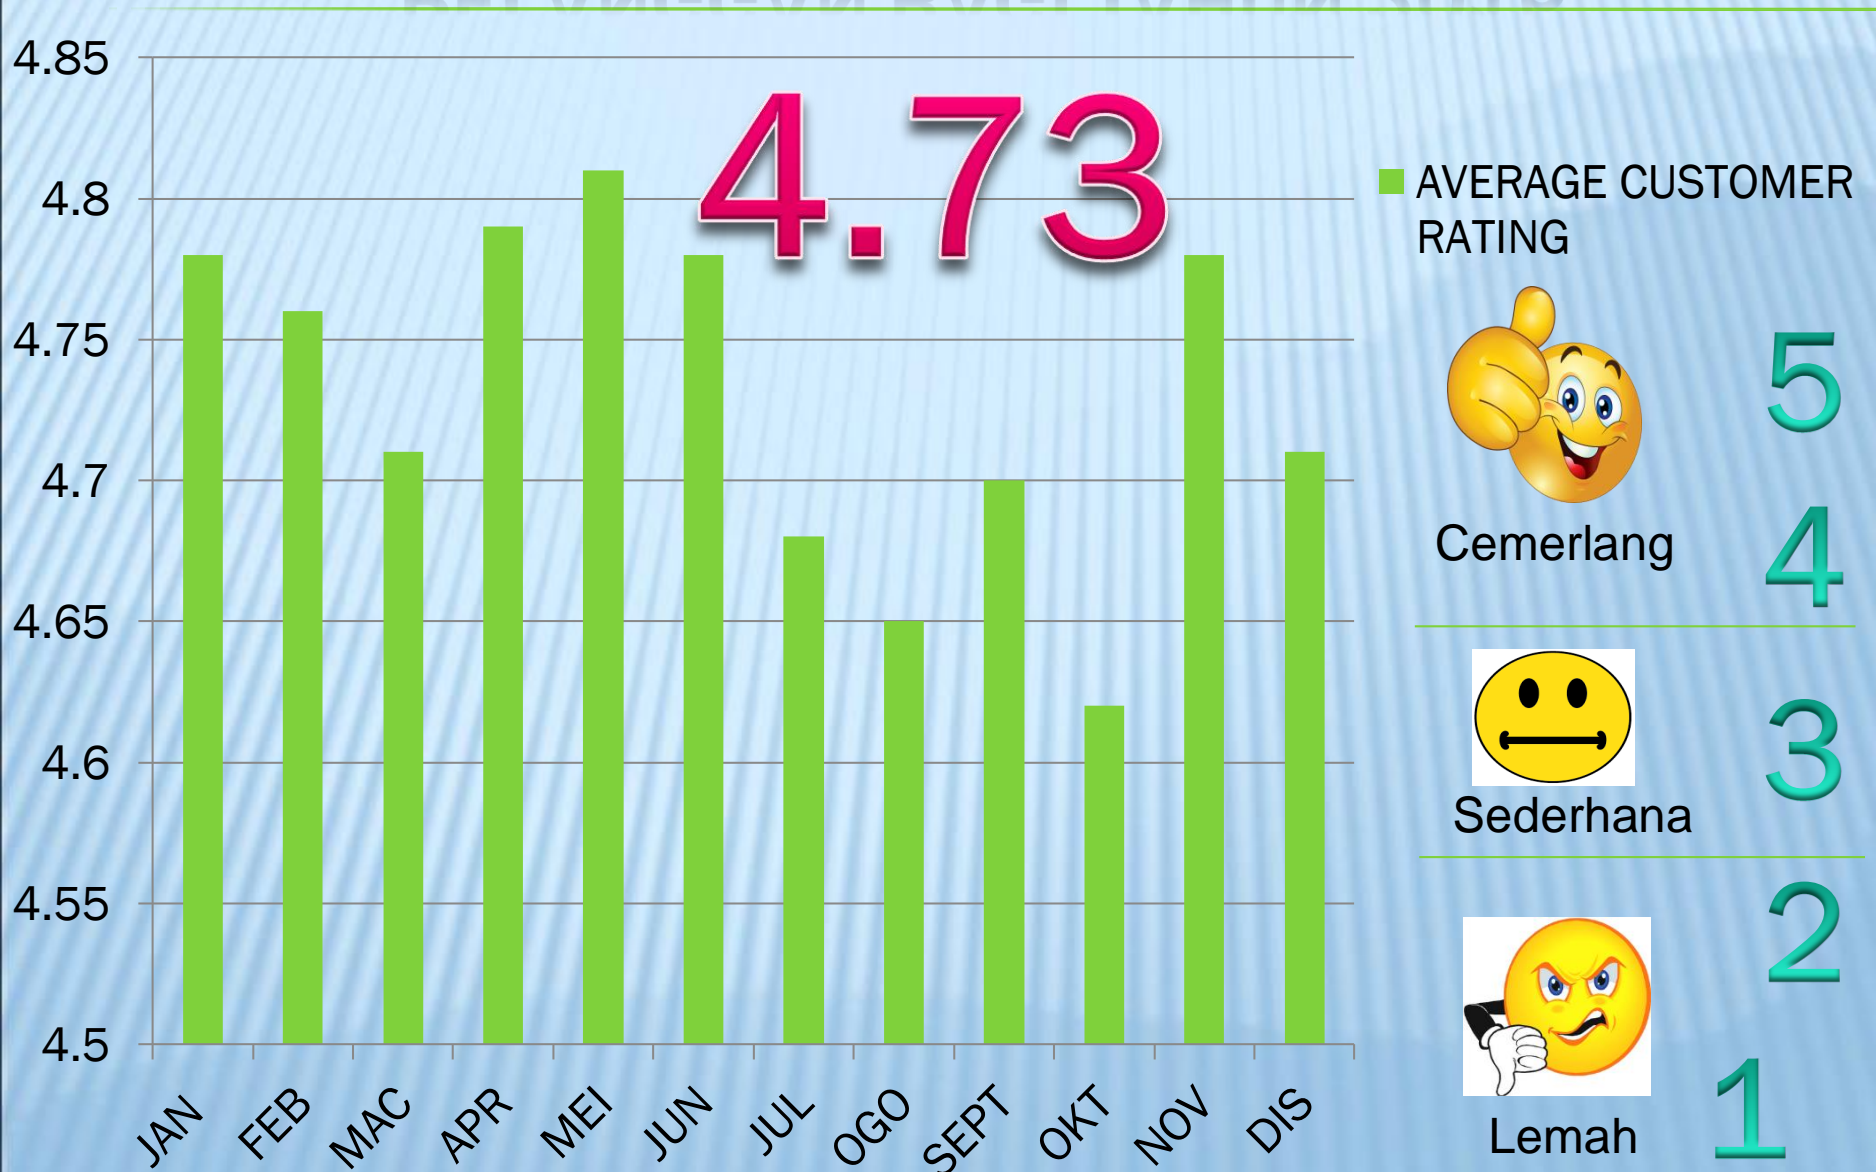 4.85
4.8
4.75
4.7
4.65
4.6
4.55
4.5
4.73
JAN
FEB
MAC
APR
MEI
JUN
JUL
OGO
SEPT
OKT
NOV
DIS
AVERAGE CUSTOMER
RATING
5
4
Cemerlang
3
Sederhana
2
1
Lemah